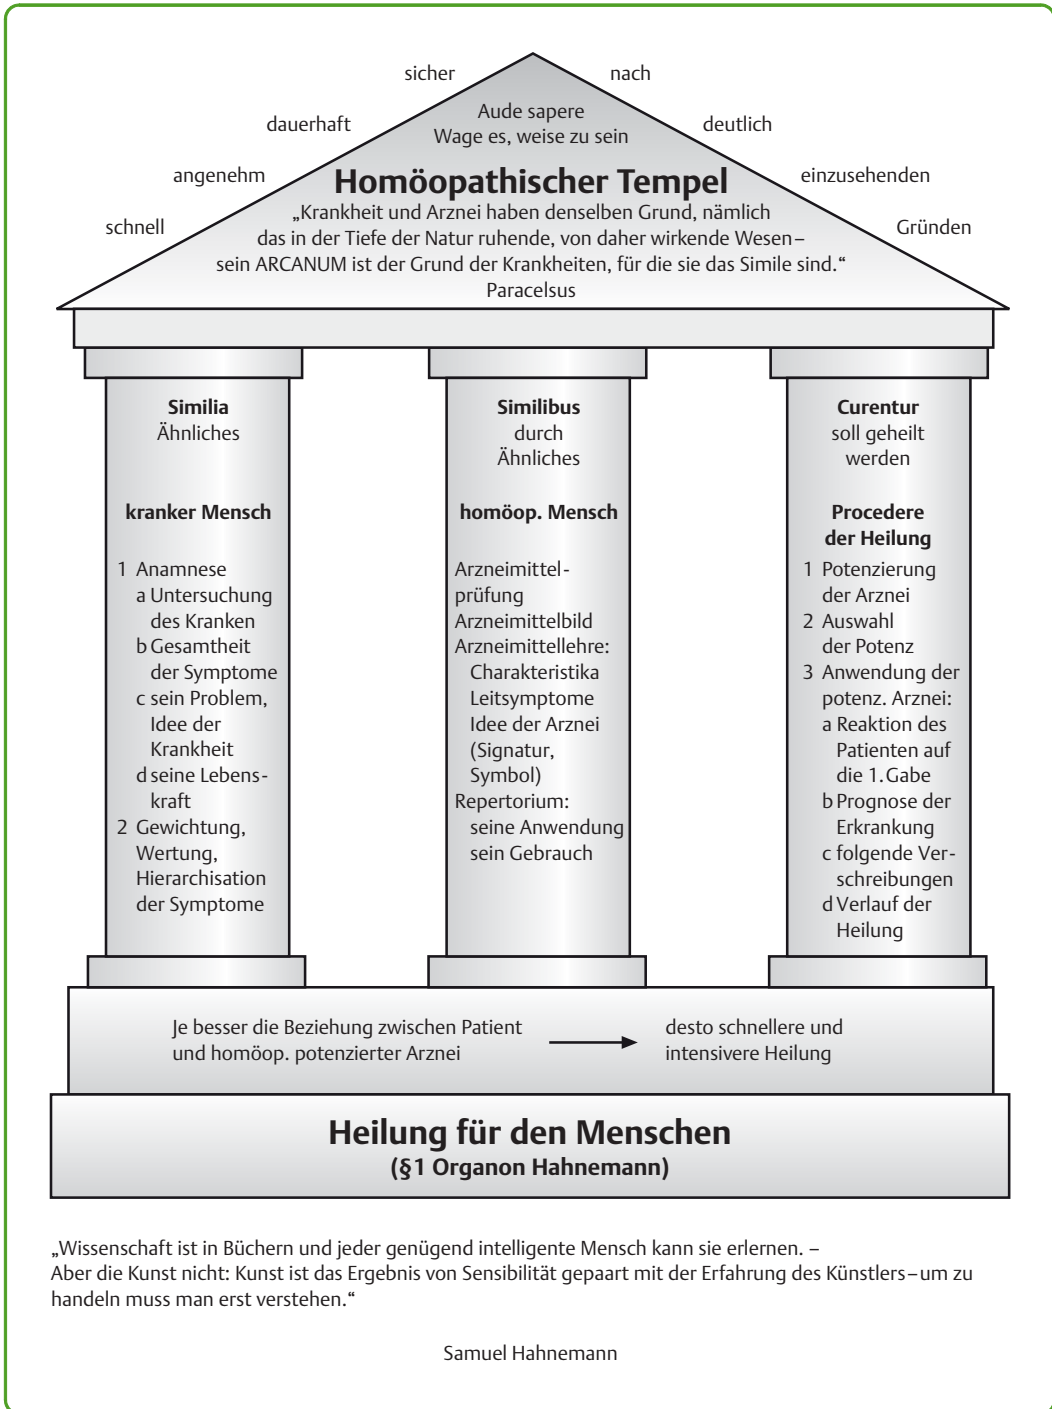 sicher
nach
dauerhaft
deutlich
angenehm
einzusehenden
schnell
Gründen
Aude sapere
Wage es, weise zu sein
Homöopathischer Tempel
„Krankheit und Arznei haben denselben Grund, nämlich
das in der Tiefe der Natur ruhende, von daher wirkende Wesen–
sein ARCANUM ist der Grund der Krankheiten, für die sie das Simile sind.“
Paracelsus
Similia
Ähnliches
kranker Mensch
1 Anamnese
a Untersuchung
des Kranken
b Gesamtheit
der Symptome
c sein Problem,
Idee der
Krankheit
d seine Lebens-
kraft
2 Gewichtung,
Wertung,
Hierarchisation
der Symptome
Similibus
durch
Ähnliches
homöop. Mensch
Arzneimittel-
prüfung
Arzneimittelbild
Arzneimittellehre:
Charakteristika
Leitsymptome
Idee der Arznei
(Signatur,
Symbol)
Repertorium:
seine Anwendung
sein Gebrauch
Curentur
soll geheilt
werden
Procedere
der Heilung
1 Potenzierung
der Arznei
2 Auswahl
der Potenz
3 Anwendung der
potenz. Arznei:
a Reaktion des
Patienten auf
die 1. Gabe
b Prognose der
Erkrankung
c folgende Ver-
schreibungen
d Verlauf der
Heilung
Je besser die Beziehung zwischen Patient
und homöop. potenzierter Arznei
desto schnellere und
intensivere Heilung
Heilung für den Menschen
(§1 Organon Hahnemann)
„Wissenschaft ist in Büchern und jeder genügend intelligente Mensch kann sie erlernen. –
Aber die Kunst nicht: Kunst ist das Ergebnis von Sensibilität gepaart mit der Erfahrung des Künstlers–um zu
handeln muss man erst verstehen.“
Samuel Hahnemann